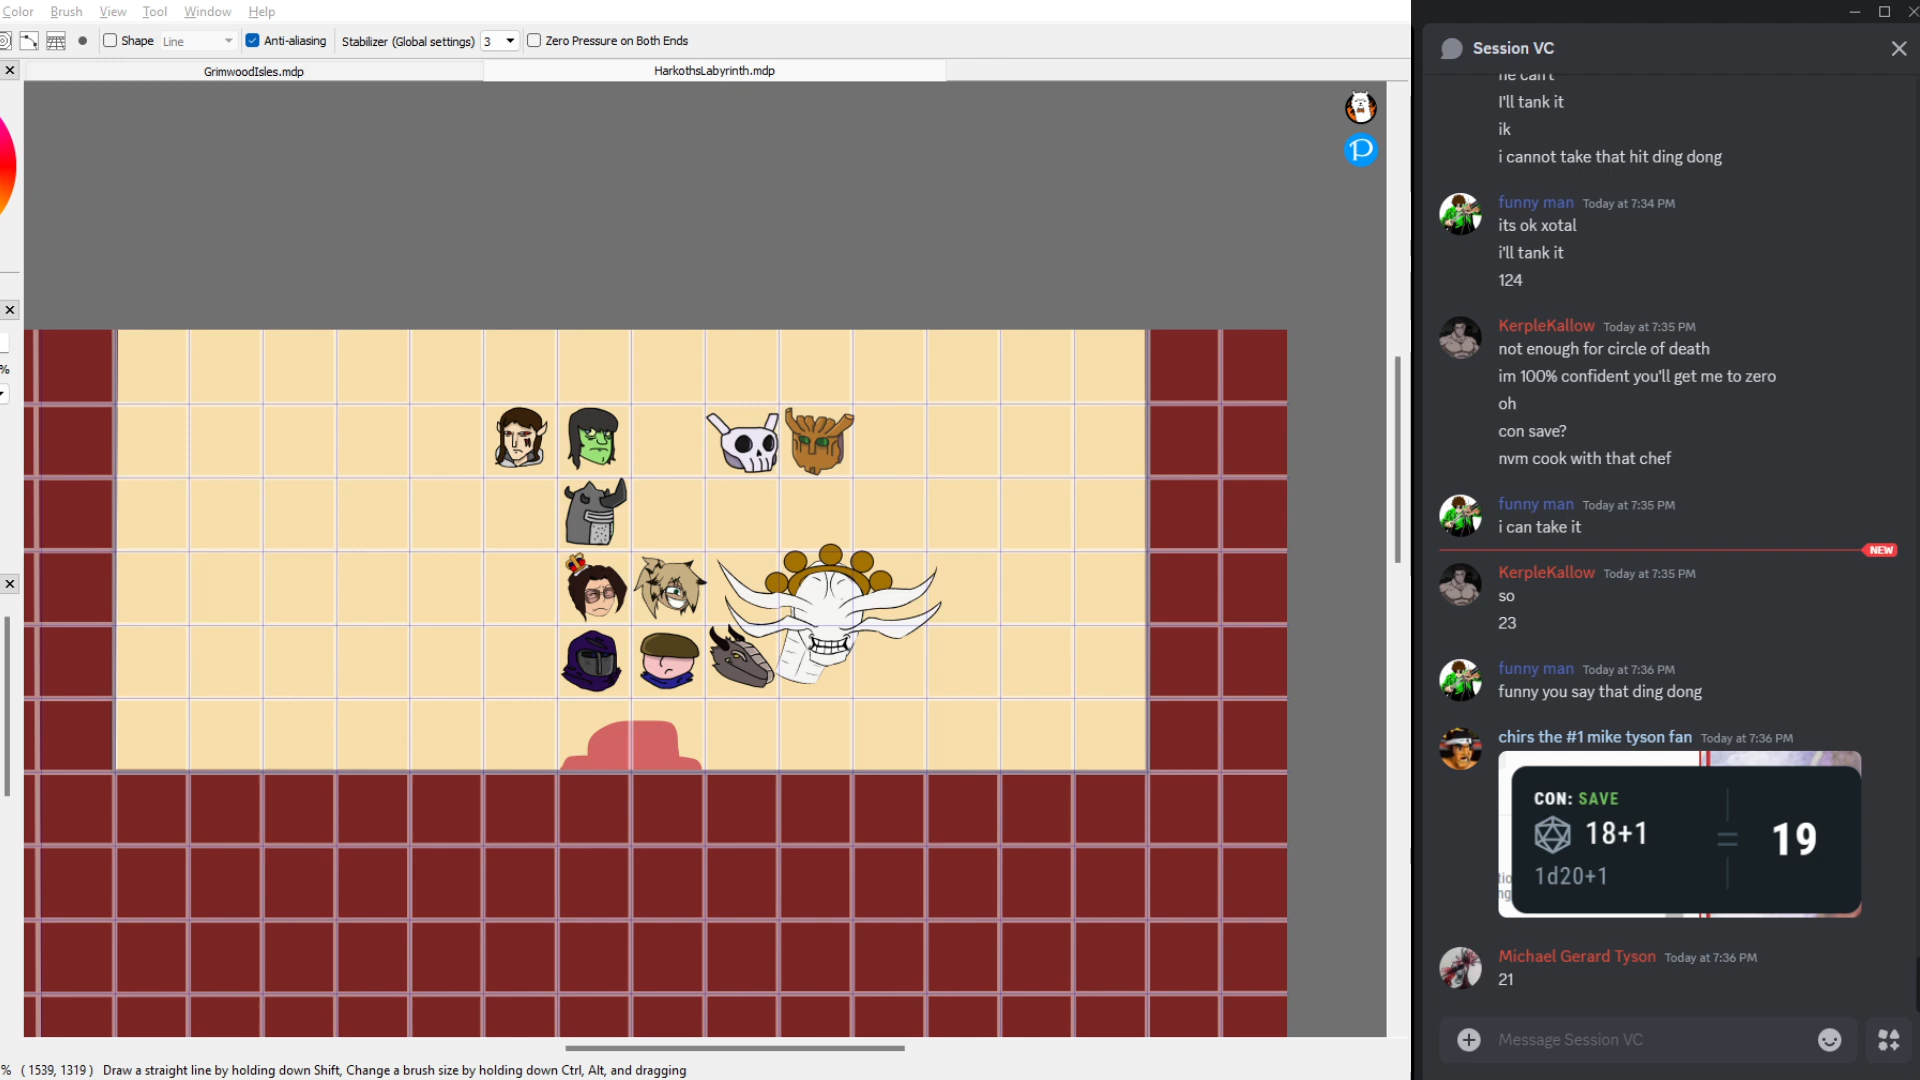 Color Brush View Tool Window Help
Shape Line Anti-aliasing Stabilizer (Global settings) 3 Zero Pressure on Both Ends
GrimwoodIsles.mdp HarkothsLabyrinth.mdp
%
% ( 1539, 1319 ) Draw a straight line by holding down Shift, Change a brush size by holding down Ctrl, Alt, and dragging
Session VC
he can't
I'll tank it
ik
i cannot take that hit ding dong
funny man Today at 7:34 PM
its ok xotal
i'll tank it
124
KerpleKallow Today at 7:35 PM
not enough for circle of death
im 100% confident you'll get me to zero
oh
con save?
nvm cook with that chef
funny man Today at 7:35 PM
i can take it
NEW
KerpleKallow Today at 7:35 PM
so
23
funny man Today at 7:36 PM
funny you say that ding dong
chirs the #1 mike tyson fan Today at 7:36 PM
CON: SAVE
18+1 = 19
1d20+1
Michael Gerard Tyson Today at 7:36 PM
21
Message Session VC